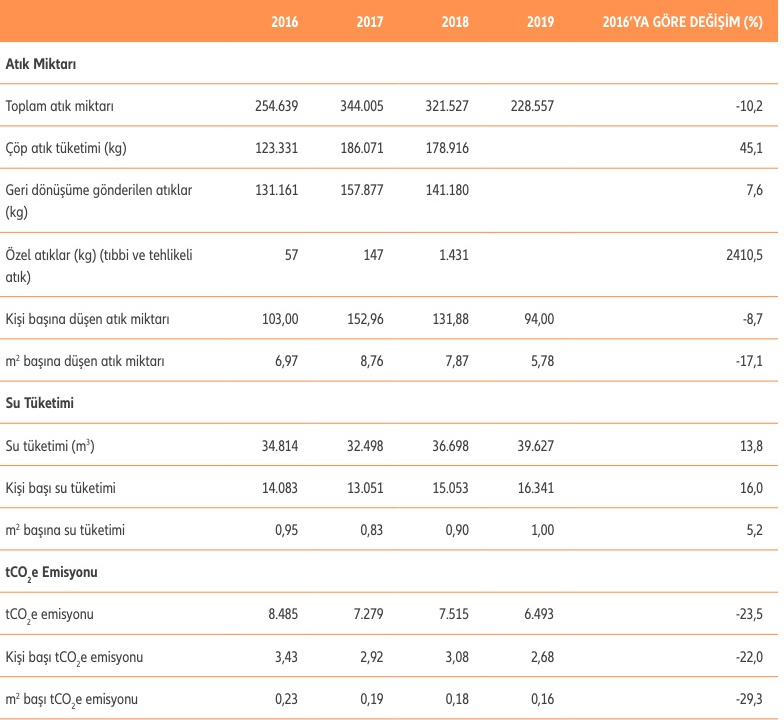 2016 2017 2018 2019 2016'YA GÖRE DEĞİŞİM (%)
Atık Miktarı
Toplam atık miktarı 254.639 344.005 321.527 228.557 -10,2
Çöp atık tüketimi (kg) 123.331 186.071 178.916 45,1
Geri dönüşüme gönderilen atıklar 131.161 157.877 141.180 7,6
(kg)
Özel atıklar (kg) (tıbbi ve tehlikeli 57 147 1.431 2410,5
atık)
Kişi başına düşen atık miktarı 103,00 152,96 131,88 94,00 -8,7
m² başına düşen atık miktarı 6,97 8,76 7,87 5,78 -17,1
Su Tüketimi
Su tüketimi (m³) 34.814 32.498 36.698 39.627 13,8
Kişi başı su tüketimi 14.083 13.051 15.053 16.341 16,0
m² başına su tüketimi 0,95 0,83 0,90 1,00 5,2
tCO₂e Emisyonu
tCO₂e emisyonu 8.485 7.279 7.515 6.493 -23,5
Kişi başı tCO₂e emisyonu 3,43 2,92 3,08 2,68 -22,0
m² başı tCO₂e emisyonu 0,23 0,19 0,18 0,16 -29,3